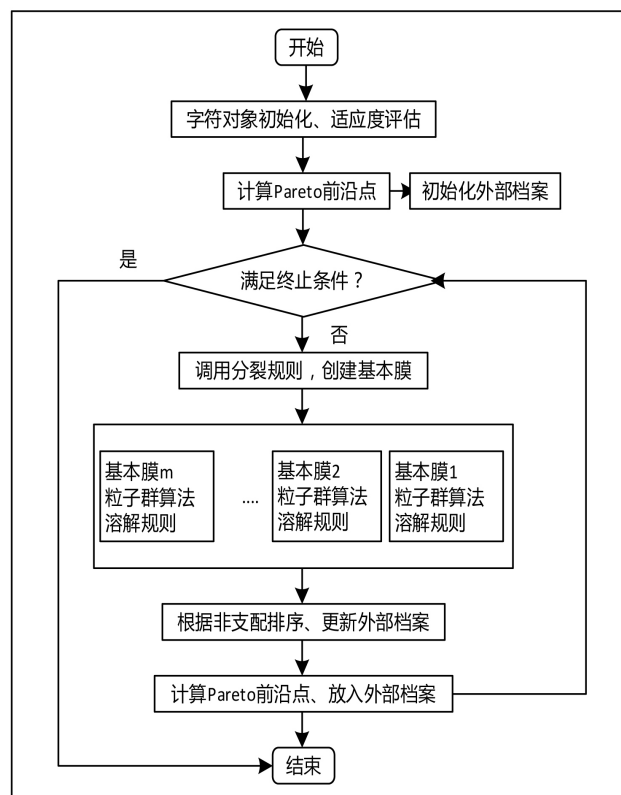 开始
字符对象初始化、适应度评估
计算Pareto前沿点
初始化外部档案
是
满足终止条件？
否
调用分裂规则，创建基本膜
基本膜m
粒子群算法
溶解规则
....
基本膜2
粒子群算法
溶解规则
基本膜1
粒子群算法
溶解规则
根据非支配排序、更新外部档案
计算Pareto前沿点、放入外部档案
结束